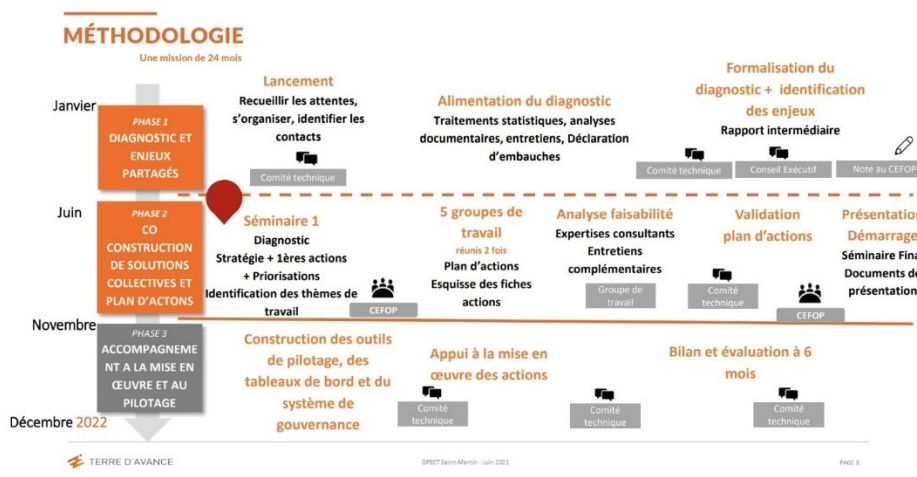 MÉTHODOLOGIE
Une mission de 24 mois
Janvier
PHASE 1
DIAGNOSTIC ET
ENJEUX
PARTAGÉS
Lancement
Recueillir les attentes,
s'organiser, identifier les
contacts
Comité technique
Alimentation du diagnostic
Traitements statistiques, analyses
documentaires, entretiens, Déclaration
d'embauches
Formalisation du
diagnostic + identification
des enjeux
Rapport intermédiaire
Comité technique
Conseil Exécutif
Note au CEFOP
Juin
PHASE 2
CO
CONSTRUCTION
DE SOLUTIONS
COLLECTIVES ET
PLAN D'ACTONS
Séminaire 1
Diagnostic
Stratégie + 1ères actions
+ Priorisations
Identification des thèmes de
travail
CEFOP
5 groupes de
travail
réunis 2 fois
Plan d'actions
Esquisse des fiches
actions
Analyse faisabilité
Expertises consultants
Entretiens
complémentaires
Groupe de
travail
Validation
plan d'actions
Comité
technique
CEFOP
Présentation
Démarrage
Séminaire Fina
Documents de
présentation
Novembre
PHASE 3
ACCOMPAGNEME
NT A LA MISE EN
ŒUVRE ET AU
PILOTAGE
Construction des outils
de pilotage, des
tableaux de bord et du
système de
gouvernance
Appui à la mise en
œuvre des actions
Comité
technique
Comité
technique
Bilan et évaluation à 6
mois
Comité
technique
Décembre 2022
TERRE D'AVANCE
GPECT Saint-Martin - Juin 2021
PAGE 3